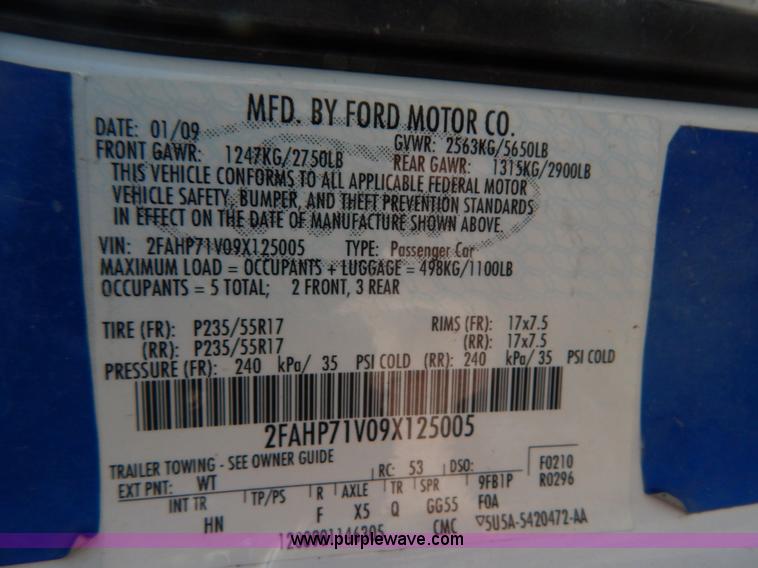 MFD. BY FORD MOTOR CO.
DATE: 01/09 GVWR: 2563KG/5650LB
FRONT GAWR: 1247KG/2750LB REAR GAWR: 1315KG/2900LB
THIS VEHICLE CONFORMS TO ALL APPLICABLE FEDERAL MOTOR
VEHICLE SAFETY, BUMPER, AND THEFT PREVENTION STANDARDS
IN EFFECT ON THE DATE OF MANUFACTURE SHOWN ABOVE.
VIN: 2FAHP71V09X125005 TYPE: Passenger Car
MAXIMUM LOAD = OCCUPANTS + LUGGAGE = 498KG/1100LB
OCCUPANTS = 5 TOTAL; 2 FRONT, 3 REAR
TIRE (FR): P235/55R17 RIMS (FR): 17x7.5
(RR): P235/55R17 (RR): 17x7.5
PRESSURE (FR): 240 kPa/ 35 PSI COLD (RR): 240 kPa/ 35 PSI COLD
2FAHP71V09X125005
TRAILER TOWING - SEE OWNER GUIDE
EXT PNT: WT RC: 53 DSO: F0210
R0296
INT TR TP/PS R AXLE TR SPR 9FB1P
HN F X5 Q GG55 F0A
CMC ▽5U5A-5420472-AA
www.purplewave.com